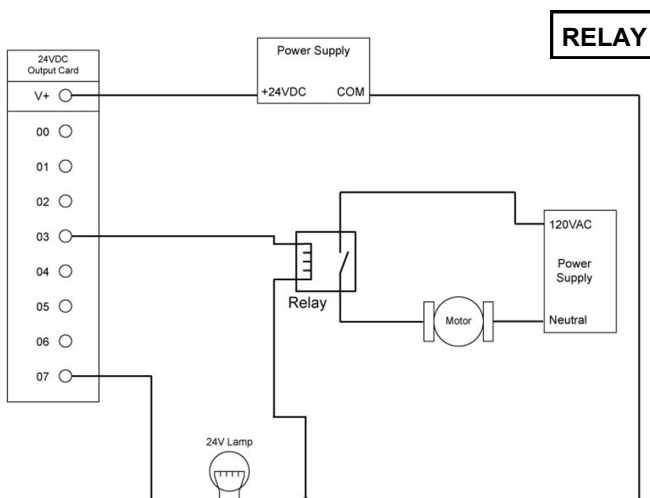 RELAY
24VDC
Output Card
V+
00
01
02
03
04
05
06
07
Power Supply
+24VDC COM
Relay
120VAC
Power
Supply
Neutral
Motor
24V Lamp